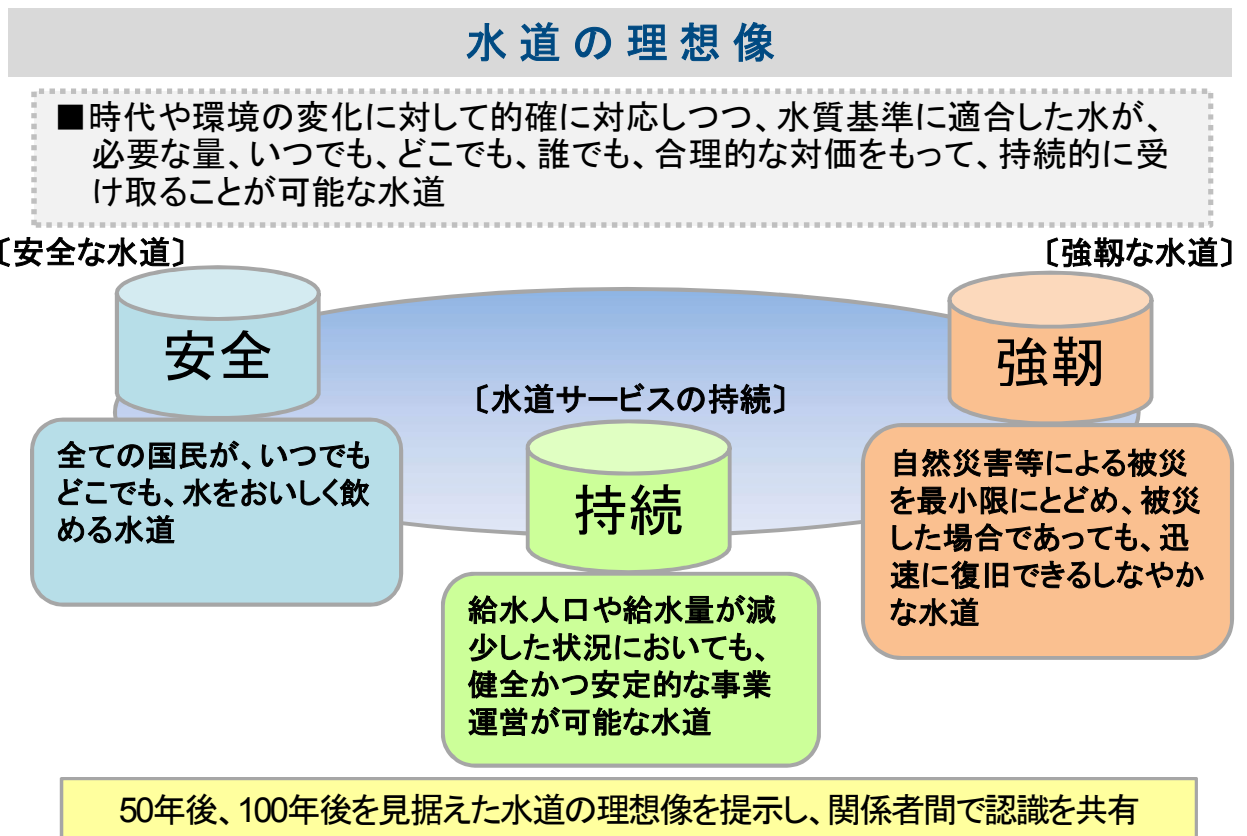 水道の理想像
■時代や環境の変化に対して的確に対応しつつ、水質基準に適合した水が、
必要な量、いつでも、どこでも、誰でも、合理的な対価をもって、持続的に受
け取ることが可能な水道
〔安全な水道〕
〔強靱な水道〕
安全
強靱
〔水道サービスの持続〕
全ての国民が、いつでも
どこでも、水をおいしく飲
める水道
持続
自然災害等による被災
を最小限にとどめ、被災
した場合であっても、迅
速に復旧できるしなやか
な水道
給水人口や給水量が減
少した状況においても、
健全かつ安定的な事業
運営が可能な水道
50年後、100年後を見据えた水道の理想像を提示し、関係者間で認識を共有